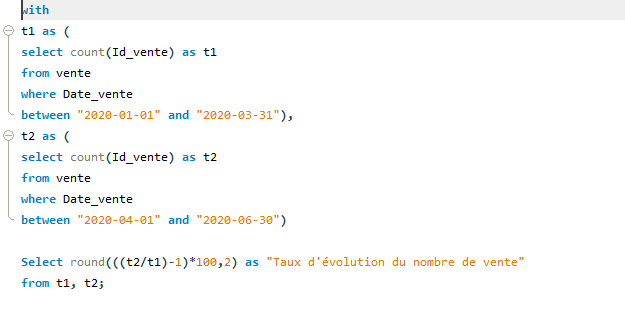 with
t1 as (
select count(Id_vente) as t1
from vente
where Date_vente
between "2020-01-01" and "2020-03-31"),
t2 as (
select count(Id_vente) as t2
from vente
where Date_vente
between "2020-04-01" and "2020-06-30")
Select round(((t2/t1)-1)*100,2) as "Taux d'évolution du nombre de vente"
from t1, t2;